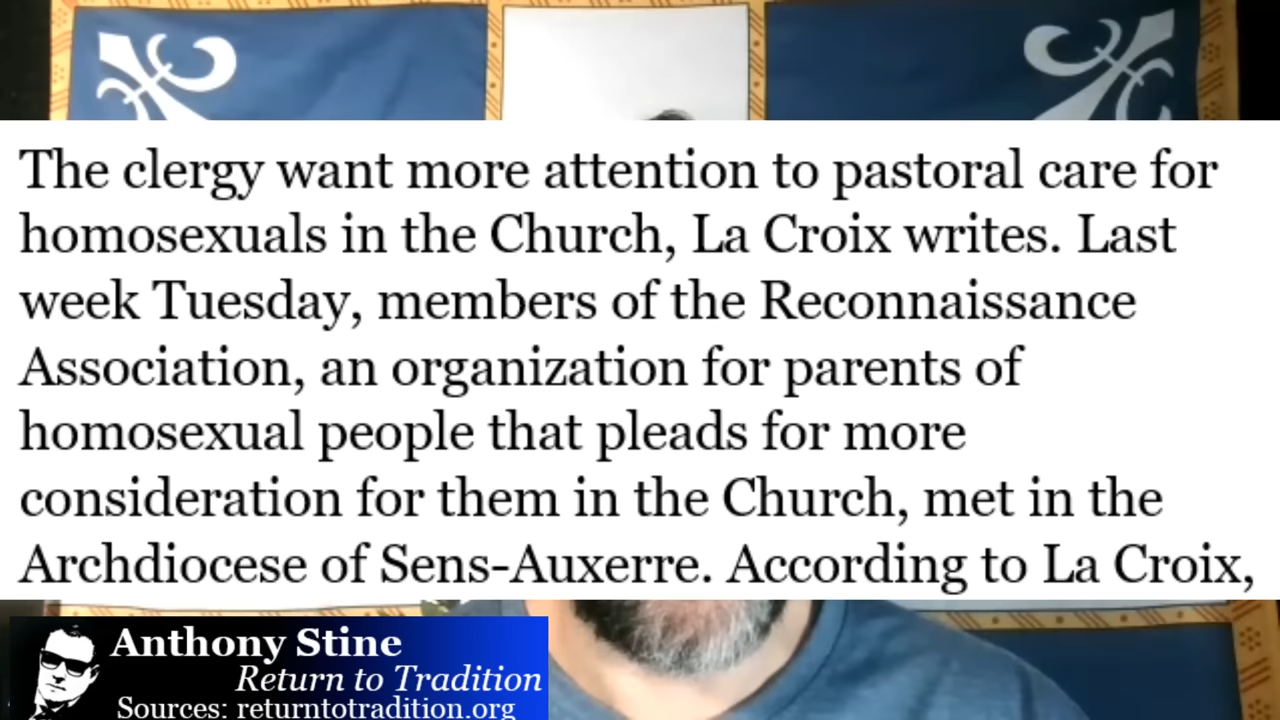 The clergy want more attention to pastoral care for
homosexuals in the Church, La Croix writes. Last
week Tuesday, members of the Reconnaissance
Association, an organization for parents of
homosexual people that pleads for more
consideration for them in the Church, met in the
Archdiocese of Sens-Auxerre. According to La Croix,
Anthony Stine
Return to Tradition
Sources: returntotradition.org